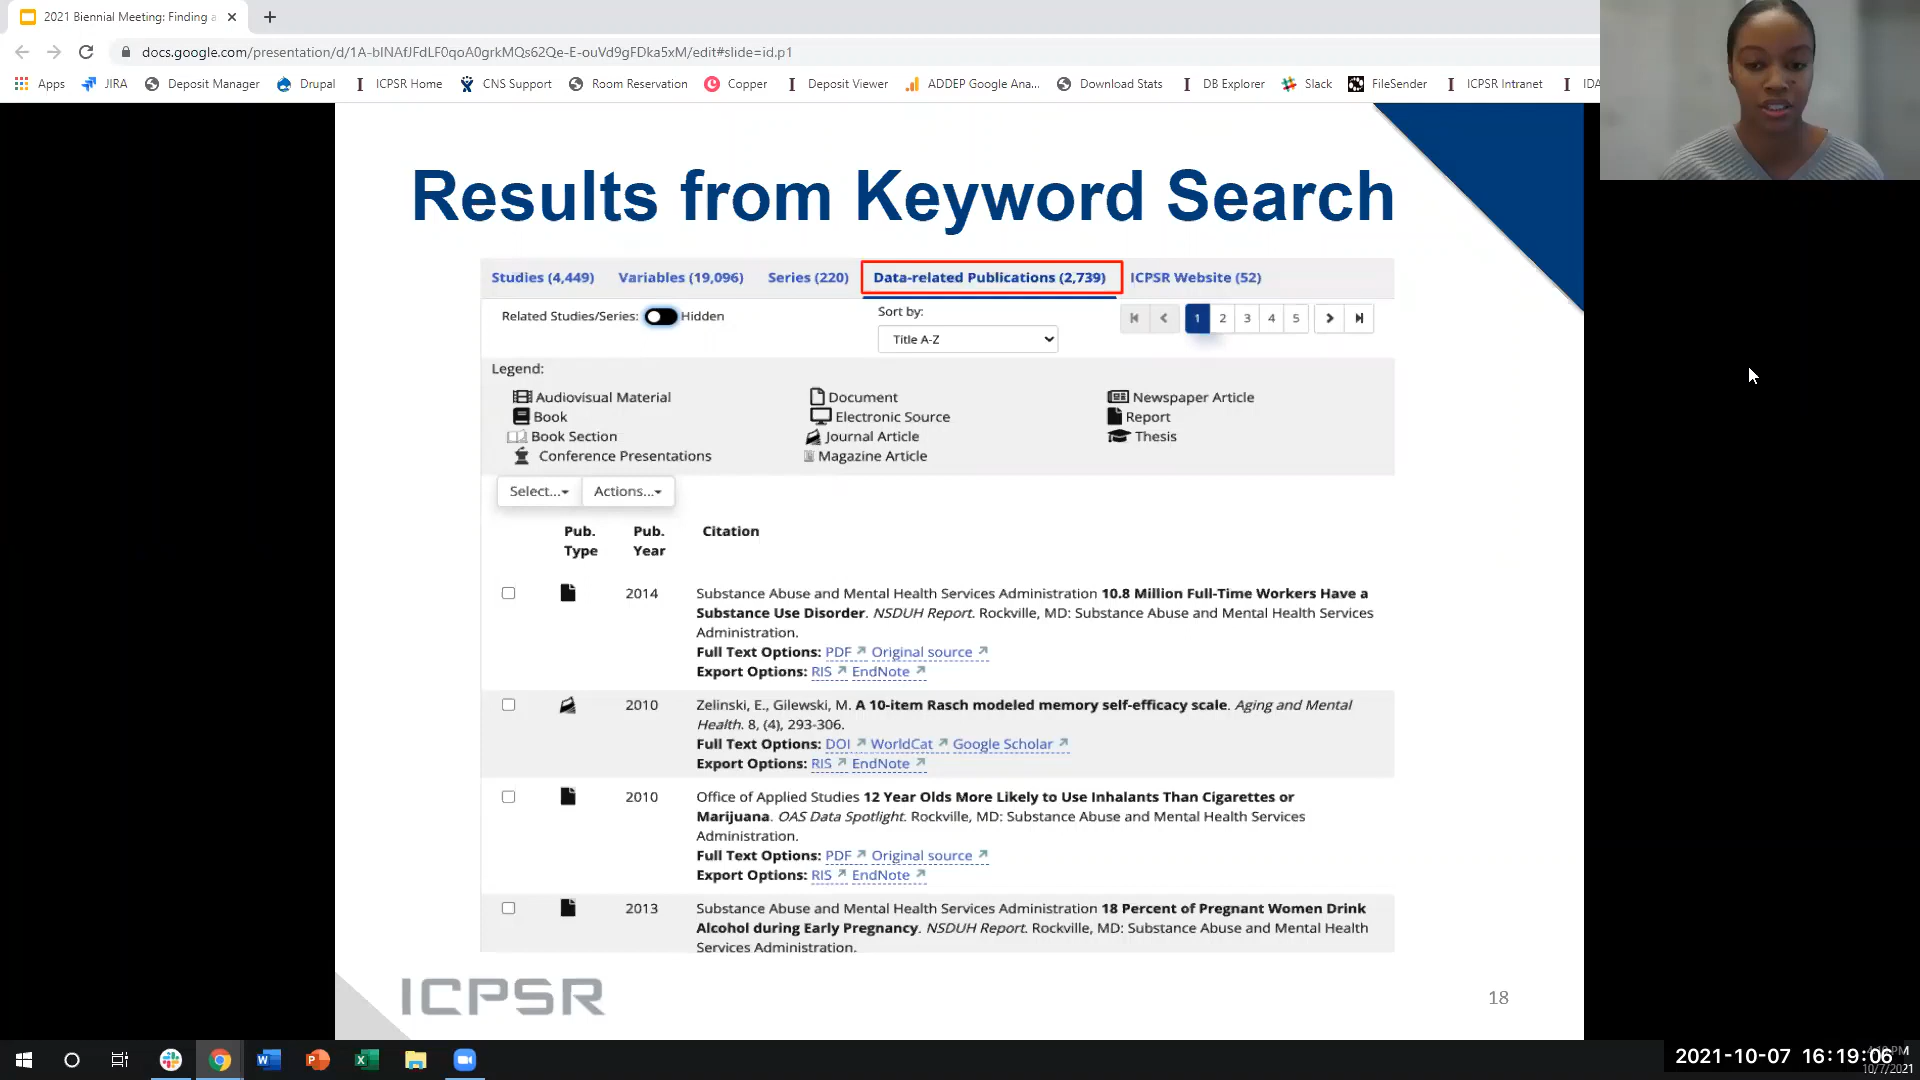 2021 Biennial Meeting: Finding a
docs.google.com/presentation/d/1A-bINAfJFdLF0qoA0grkMQs62Qe-E-ouVd9gFDka5xM/edit#slide=id.p1
Apps JIRA Deposit Manager Drupal ICPSR Home CNS Support Room Reservation Copper Deposit Viewer ADDEP Google Ana... Download Stats DB Explorer Slack FileSender ICPSR Intranet IDA
Results from Keyword Search
Studies (4,449) Variables (19,096) Series (220) Data-related Publications (2,739) ICPSR Website (52)
Related Studies/Series: Hidden
Sort by:
Title A-Z
1 2 3 4 5
Legend:
Audiovisual Material Document Newspaper Article
Book Electronic Source Report
Book Section Journal Article Thesis
Conference Presentations Magazine Article
Select... Actions...
Pub. Type Pub. Year Citation
2014 Substance Abuse and Mental Health Services Administration 10.8 Million Full-Time Workers Have a
Substance Use Disorder. NSDUH Report. Rockville, MD: Substance Abuse and Mental Health Services
Administration.
Full Text Options: PDF Original source
Export Options: RIS EndNote
2010 Zelinski, E., Gilewski, M. A 10-item Rasch modeled memory self-efficacy scale. Aging and Mental
Health. 8, (4), 293-306.
Full Text Options: DOI WorldCat Google Scholar
Export Options: RIS EndNote
2010 Office of Applied Studies 12 Year Olds More Likely to Use Inhalants Than Cigarettes or
Marijuana. OAS Data Spotlight. Rockville, MD: Substance Abuse and Mental Health Services
Administration.
Full Text Options: PDF Original source
Export Options: RIS EndNote
2013 Substance Abuse and Mental Health Services Administration 18 Percent of Pregnant Women Drink
Alcohol during Early Pregnancy. NSDUH Report. Rockville, MD: Substance Abuse and Mental Health
Services Administration.
ICPSR
18
2021-10-07 16:19:06
10/7/2021